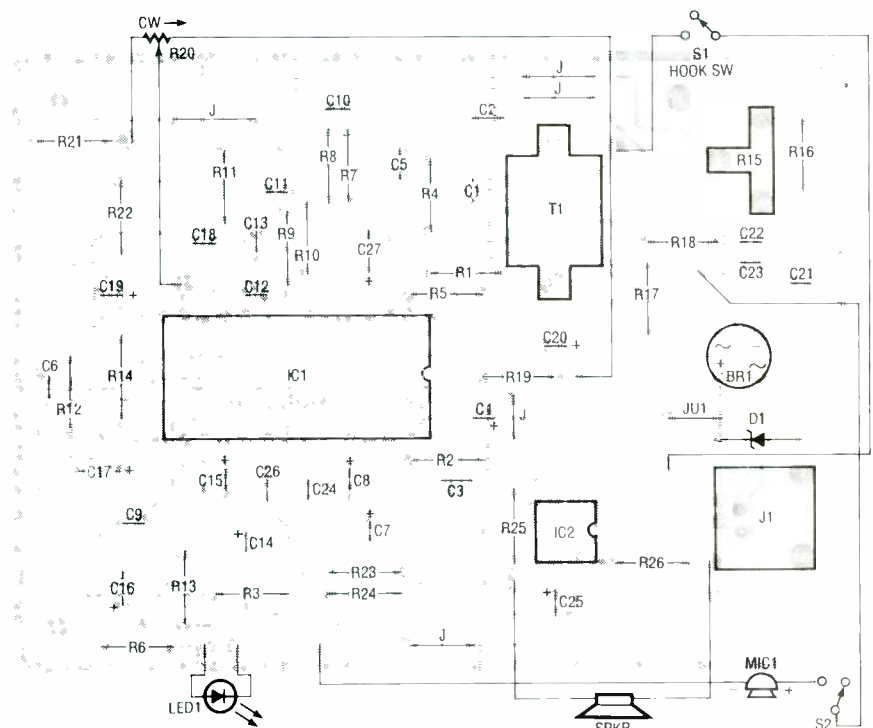 CW
R20
S1
HOOK SW
J
J
C10
C2
J
R21
R8
R7
C5
R15
R16
R11
C11
R4
C1
T1
R22
C13
R9
C18
R10
C27
R18
C22
C23
C21
R1
+
C19 +
C12
R5
R17
C20 +
C6
R14
IC1
R19
~ −
+ ~
BR1
R12
C4
+
J
JU1
D1
C17 +
+
C15
C26
+
C8
R2
C24
C3
C9
+
C14
+
C7
R25
IC2
J1
R23
R26
C16
+
R13
R3
R24
+
C25
R6
J
MIC1
− +
LED1
SPKR
S2